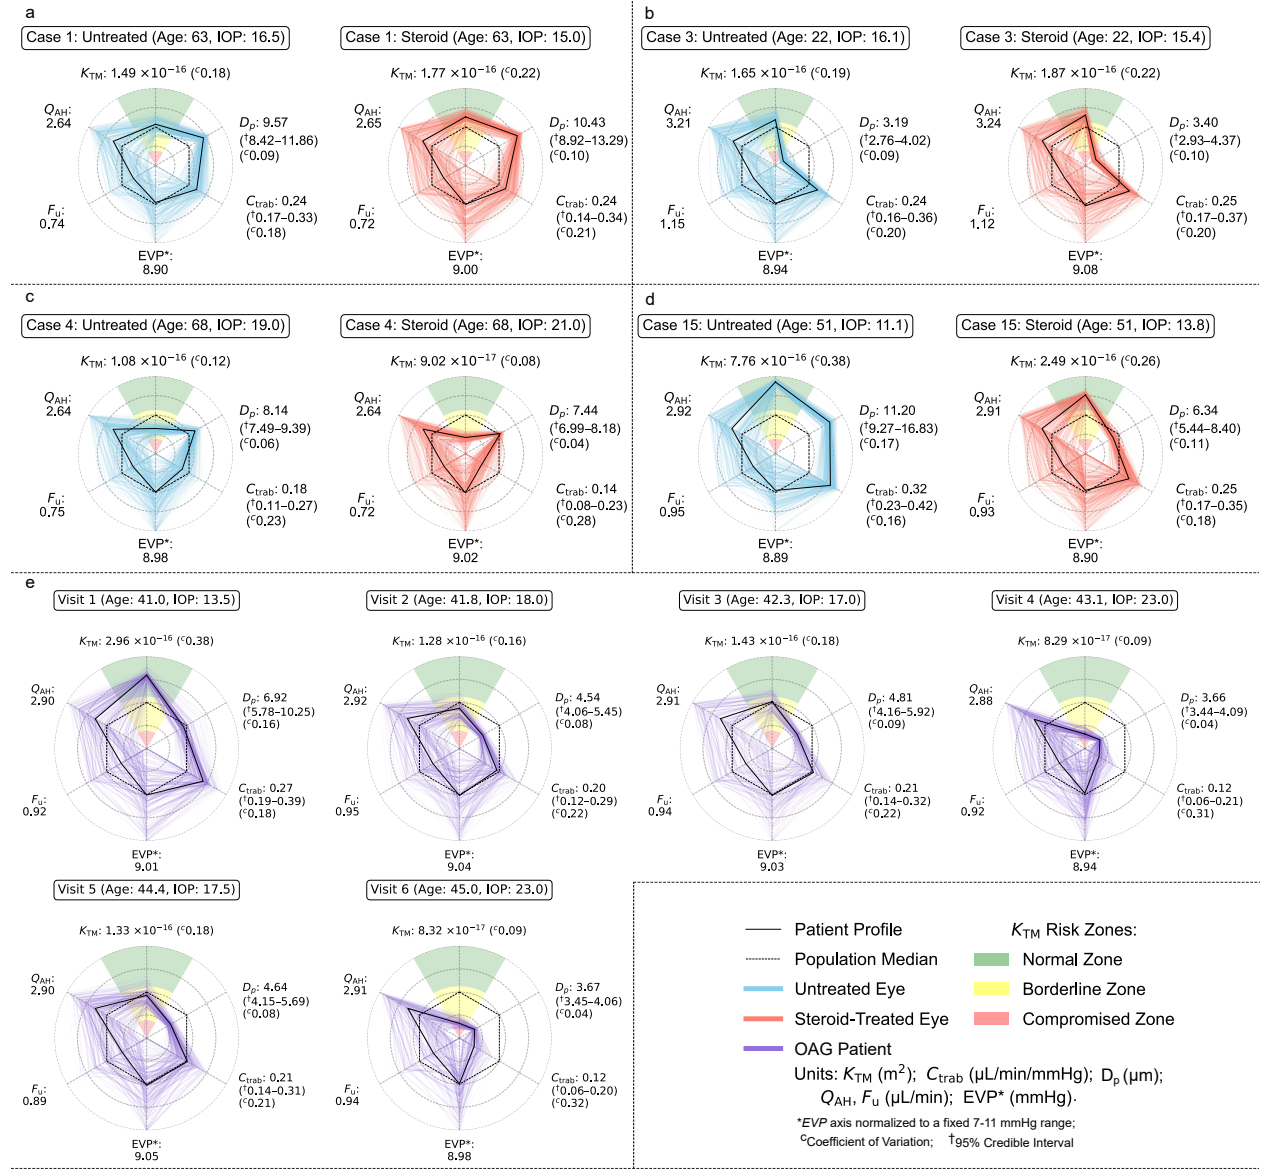 a
Case 1: Untreated (Age: 63, IOP: 16.5)
K_TM: 1.49 ×10⁻¹⁶ (ᶜ0.18)
Q_AH:
2.64
D_p: 9.57
(†8.42–11.86)
(ᶜ0.09)
F_u:
0.74
C_trab: 0.24
(†0.17–0.33)
(ᶜ0.18)
EVP*:
8.90
Case 1: Steroid (Age: 63, IOP: 15.0)
K_TM: 1.77 ×10⁻¹⁶ (ᶜ0.22)
Q_AH:
2.65
D_p: 10.43
(†8.92–13.29)
(ᶜ0.10)
F_u:
0.72
C_trab: 0.24
(†0.14–0.34)
(ᶜ0.21)
EVP*:
9.00
b
Case 3: Untreated (Age: 22, IOP: 16.1)
K_TM: 1.65 ×10⁻¹⁶ (ᶜ0.19)
Q_AH:
3.21
D_p: 3.19
(†2.76–4.02)
(ᶜ0.09)
F_u:
1.15
C_trab: 0.24
(†0.16–0.36)
(ᶜ0.20)
EVP*:
8.94
Case 3: Steroid (Age: 22, IOP: 15.4)
K_TM: 1.87 ×10⁻¹⁶ (ᶜ0.22)
Q_AH:
3.24
D_p: 3.40
(†2.93–4.37)
(ᶜ0.10)
F_u:
1.12
C_trab: 0.25
(†0.17–0.37)
(ᶜ0.20)
EVP*:
9.08
c
Case 4: Untreated (Age: 68, IOP: 19.0)
K_TM: 1.08 ×10⁻¹⁶ (ᶜ0.12)
Q_AH:
2.64
D_p: 8.14
(†7.49–9.39)
(ᶜ0.06)
F_u:
0.75
C_trab: 0.18
(†0.11–0.27)
(ᶜ0.23)
EVP*:
8.98
Case 4: Steroid (Age: 68, IOP: 21.0)
K_TM: 9.02 ×10⁻¹⁷ (ᶜ0.08)
Q_AH:
2.64
D_p: 7.44
(†6.99–8.18)
(ᶜ0.04)
F_u:
0.72
C_trab: 0.14
(†0.08–0.23)
(ᶜ0.28)
EVP*:
9.02
d
Case 15: Untreated (Age: 51, IOP: 11.1)
K_TM: 7.76 ×10⁻¹⁶ (ᶜ0.38)
Q_AH:
2.92
D_p: 11.20
(†9.27–16.83)
(ᶜ0.17)
F_u:
0.95
C_trab: 0.32
(†0.23–0.42)
(ᶜ0.16)
EVP*:
8.89
Case 15: Steroid (Age: 51, IOP: 13.8)
K_TM: 2.49 ×10⁻¹⁶ (ᶜ0.26)
Q_AH:
2.91
D_p: 6.34
(†5.44–8.40)
(ᶜ0.11)
F_u:
0.93
C_trab: 0.25
(†0.17–0.35)
(ᶜ0.18)
EVP*:
8.90
e
Visit 1 (Age: 41.0, IOP: 13.5)
K_TM: 2.96 ×10⁻¹⁶ (ᶜ0.38)
Q_AH:
2.90
D_p: 6.92
(†5.78–10.25)
(ᶜ0.16)
F_u:
0.92
C_trab: 0.27
(†0.19–0.39)
(ᶜ0.18)
EVP*:
9.01
Visit 2 (Age: 41.8, IOP: 18.0)
K_TM: 1.28 ×10⁻¹⁶ (ᶜ0.16)
Q_AH:
2.92
D_p: 4.54
(†4.06–5.45)
(ᶜ0.08)
F_u:
0.95
C_trab: 0.20
(†0.12–0.29)
(ᶜ0.22)
EVP*:
9.04
Visit 3 (Age: 42.3, IOP: 17.0)
K_TM: 1.43 ×10⁻¹⁶ (ᶜ0.18)
Q_AH:
2.91
D_p: 4.81
(†4.16–5.92)
(ᶜ0.09)
F_u:
0.94
C_trab: 0.21
(†0.14–0.32)
(ᶜ0.22)
EVP*:
9.03
Visit 4 (Age: 43.1, IOP: 23.0)
K_TM: 8.29 ×10⁻¹⁷ (ᶜ0.09)
Q_AH:
2.88
D_p: 3.66
(†3.44–4.09)
(ᶜ0.04)
F_u:
0.92
C_trab: 0.12
(†0.06–0.21)
(ᶜ0.31)
EVP*:
8.94
Visit 5 (Age: 44.4, IOP: 17.5)
K_TM: 1.33 ×10⁻¹⁶ (ᶜ0.18)
Q_AH:
2.90
D_p: 4.64
(†4.15–5.69)
(ᶜ0.08)
F_u:
0.89
C_trab: 0.21
(†0.14–0.31)
(ᶜ0.21)
EVP*:
9.05
Visit 6 (Age: 45.0, IOP: 23.0)
K_TM: 8.32 ×10⁻¹⁷ (ᶜ0.09)
Q_AH:
2.91
D_p: 3.67
(†3.45–4.06)
(ᶜ0.04)
F_u:
0.94
C_trab: 0.12
(†0.06–0.20)
(ᶜ0.32)
EVP*:
8.98
Patient Profile
Population Median
Untreated Eye
Steroid-Treated Eye
OAG Patient
K_TM Risk Zones:
Normal Zone
Borderline Zone
Compromised Zone
Units: K_TM (m²); C_trab (μL/min/mmHg); D_p (μm);
Q_AH, F_u (μL/min); EVP* (mmHg).
*EVP axis normalized to a fixed 7-11 mmHg range;
ᶜCoefficient of Variation; †95% Credible Interval